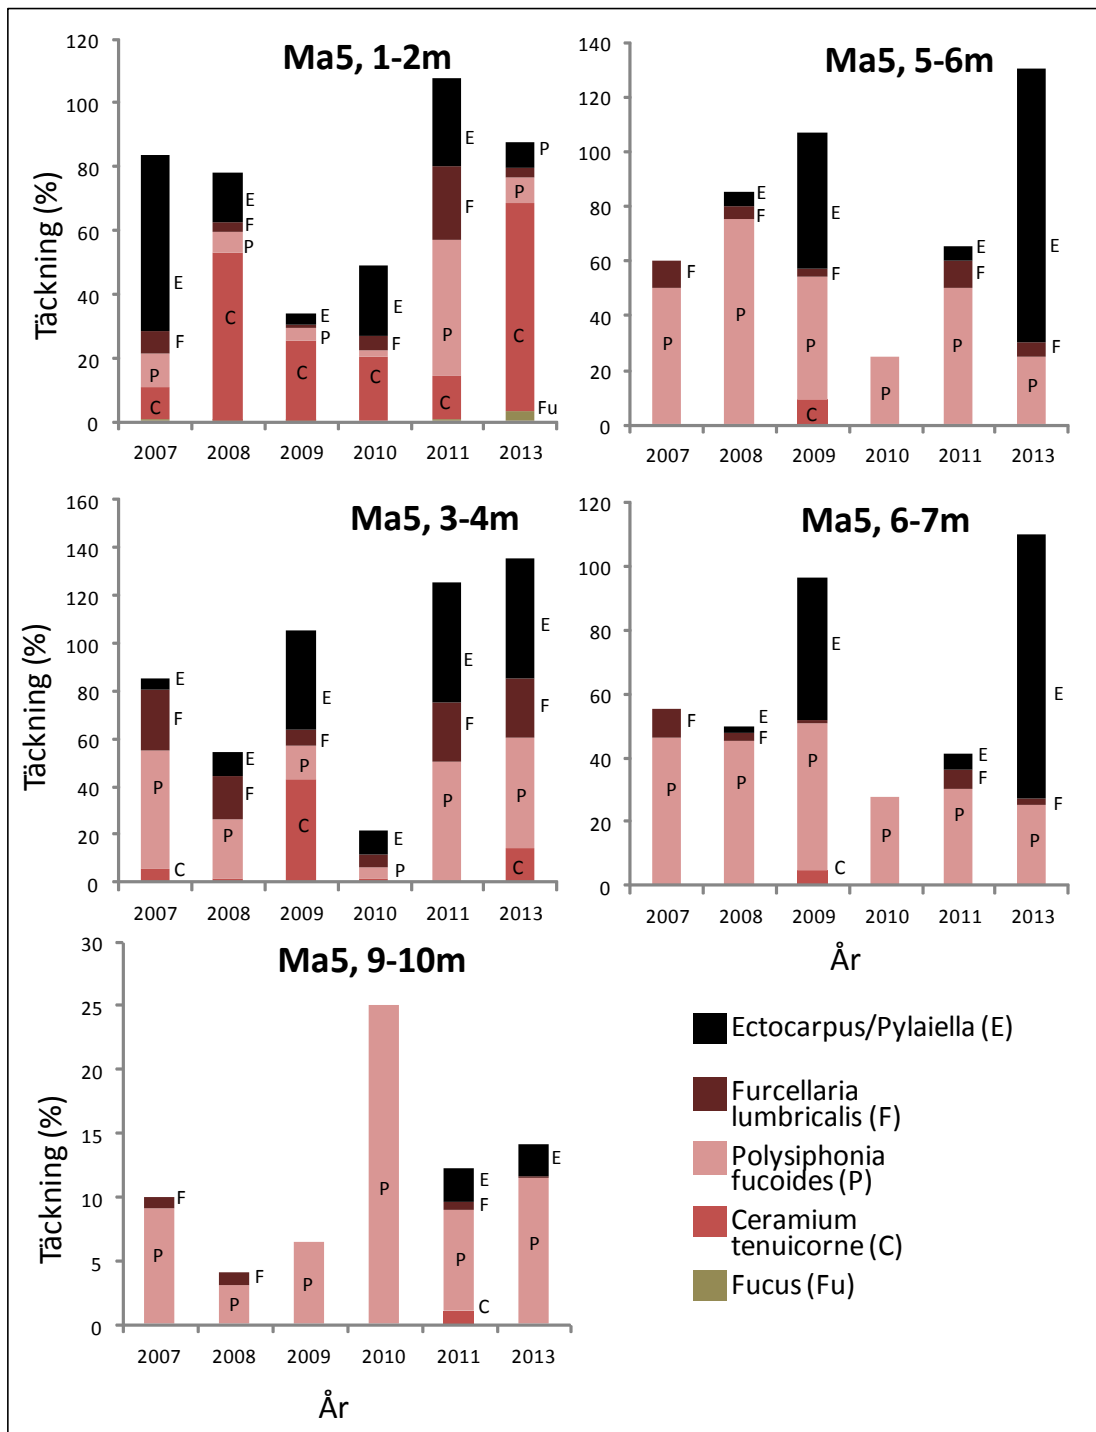 Ma5, 1-2m
Täckning (%)
120
100
80
60
40
20
0
E
F
P
C
E
F
P
C
E
P
C
E
F
C
E
F
P
C
P
P
C
Fu
2007 2008 2009 2010 2011 2013
Ma5, 5-6m
140
120
100
80
60
40
20
0
F
P
E
F
P
E
F
P
C
P
E
F
P
E
F
P
2007 2008 2009 2010 2011 2013
Ma5, 3-4m
Täckning (%)
160
140
120
100
80
60
40
20
0
E
F
P
C
E
F
P
E
F
P
C
E
P
E
F
P
E
F
P
C
2007 2008 2009 2010 2011 2013
Ma5, 6-7m
120
100
80
60
40
20
0
F
P
E
F
P
E
P
C
P
E
F
P
E
F
P
2007 2008 2009 2010 2011 2013
År
Ma5, 9-10m
Täckning (%)
30
25
20
15
10
5
0
F
P
F
P
P
P
E
F
P
C
E
P
2007 2008 2009 2010 2011 2013
År
Ectocarpus/Pylaiella (E)
Furcellaria
lumbricalis (F)
Polysiphonia
fucoides (P)
Ceramium
tenuicorne (C)
Fucus (Fu)